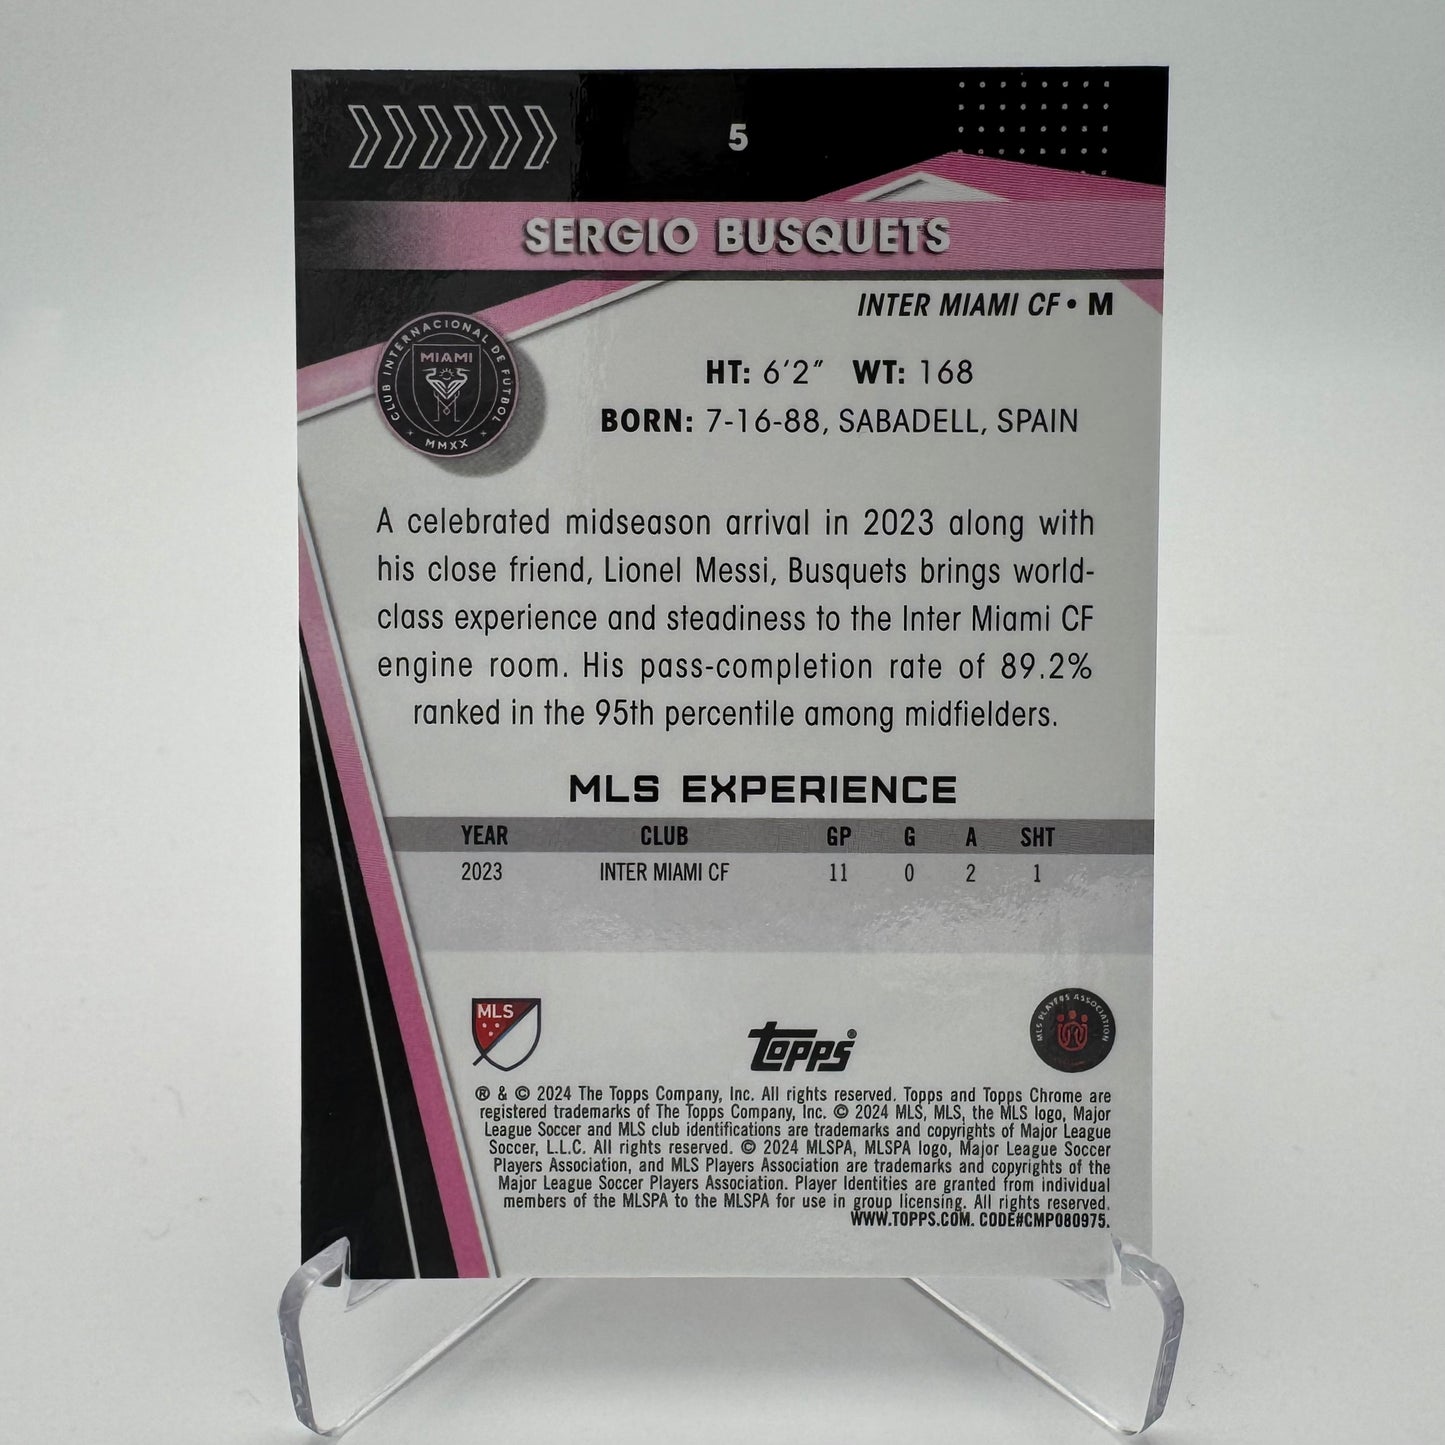 5
SERGIO BUSQUETS
INTER MIAMI CF • M
CLUB INTERNACIONAL DE FUTBOL
MIAMI
MMXX
HT: 6'2" WT: 168
BORN: 7-16-88, SABADELL, SPAIN
A celebrated midseason arrival in 2023 along with
his close friend, Lionel Messi, Busquets brings world-
class experience and steadiness to the Inter Miami CF
engine room. His pass-completion rate of 89.2%
ranked in the 95th percentile among midfielders.
MLS EXPERIENCE
YEAR CLUB GP G A SHT
2023 INTER MIAMI CF 11 0 2 1
MLS
topps®
MLS PLAYERS ASSOCIATION
® & © 2024 The Topps Company, Inc. All rights reserved. Topps and Topps Chrome are
registered trademarks of The Topps Company, Inc. © 2024 MLS, MLS, the MLS logo, Major
League Soccer and MLS club identifications are trademarks and copyrights of Major League
Soccer, L.L.C. All rights reserved. © 2024 MLSPA, MLSPA logo, Major League Soccer
Players Association, and MLS Players Association are trademarks and copyrights of the
Major League Soccer Players Association. Player Identities are granted from individual
members of the MLSPA to the MLSPA for use in group licensing. All rights reserved.
WWW.TOPPS.COM. CODE#CMP080975.